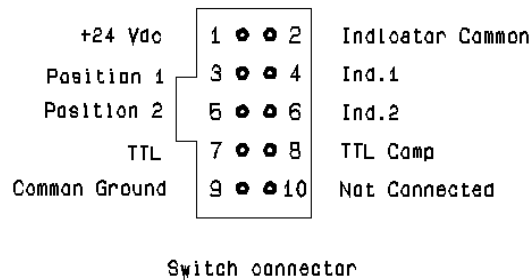 +24 Vdc 1 2 Indicator Common
Position 1 3 4 Ind.1
Position 2 5 6 Ind.2
TTL 7 8 TTL Comp
Common Ground 9 10 Not Connected
Switch connector